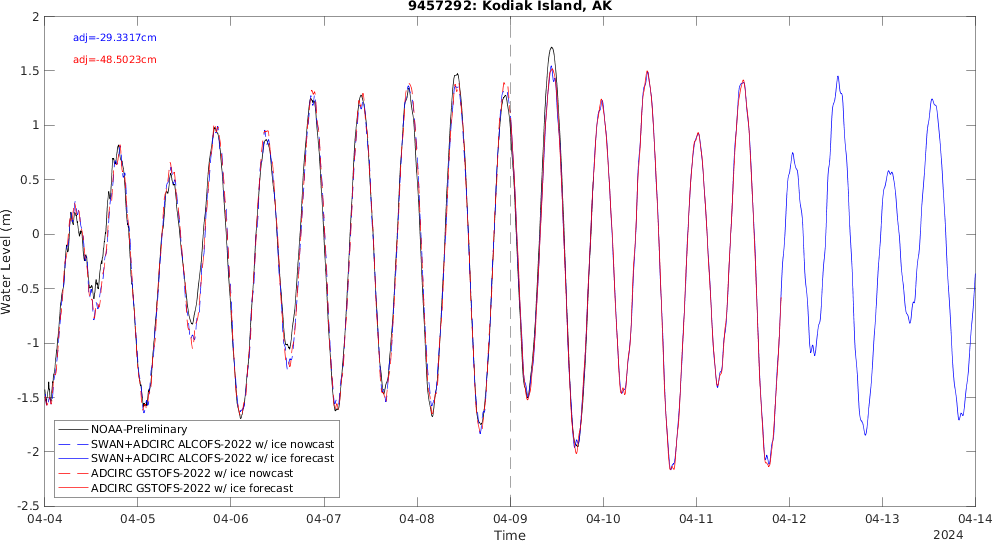 9457292: Kodiak Island, AK
2
1.5
1
0.5
0
-0.5
-1
-1.5
-2
-2.5
Water Level (m)
adj=-29.3317cm
adj=-48.5023cm
NOAA-Preliminary
SWAN+ADCIRC ALCOFS-2022 w/ ice nowcast
SWAN+ADCIRC ALCOFS-2022 w/ ice forecast
ADCIRC GSTOFS-2022 w/ ice nowcast
ADCIRC GSTOFS-2022 w/ ice forecast
04-04 04-05 04-06 04-07 04-08 04-09 04-10 04-11 04-12 04-13 04-14
Time
2024